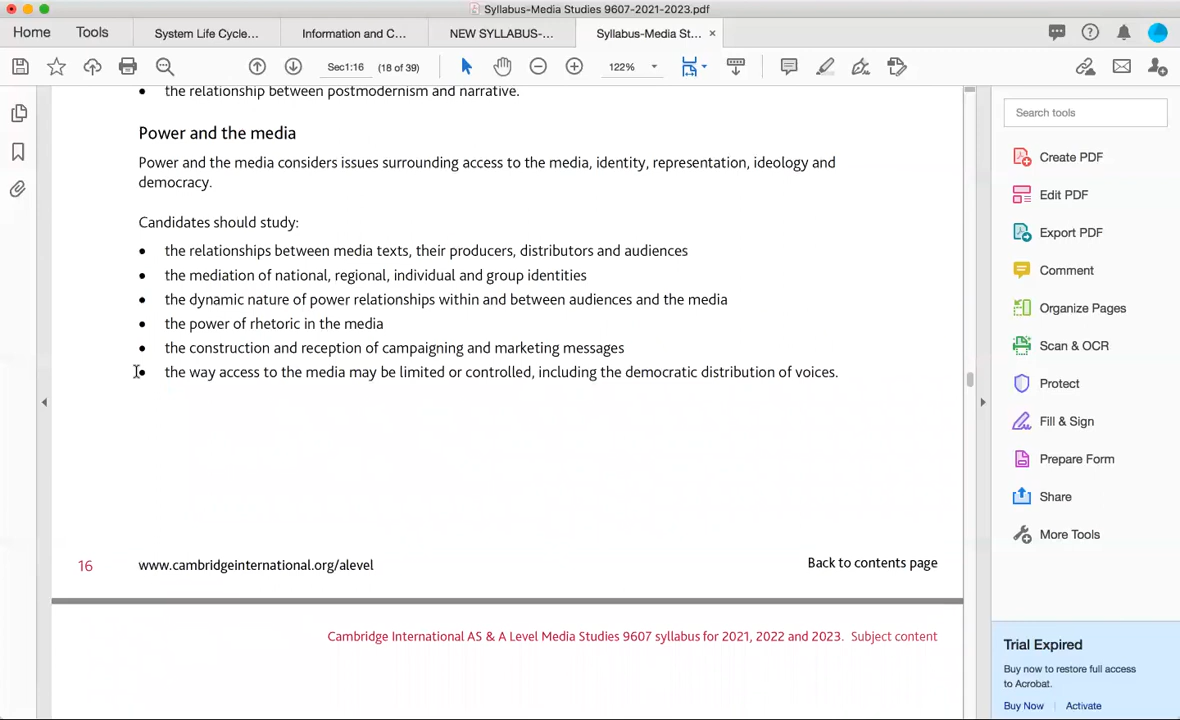 Syllabus-Media Studies 9607-2021-2023.pdf
Home
Tools
System Life Cycle...
Information and C...
NEW SYLLABUS-...
Syllabus-Media St...
×
Sec1:16
(18 of 39)
122%
• the relationship between postmodernism and narrative.
Power and the media
Power and the media considers issues surrounding access to the media, identity, representation, ideology and
democracy.
Candidates should study:
• the relationships between media texts, their producers, distributors and audiences
• the mediation of national, regional, individual and group identities
• the dynamic nature of power relationships within and between audiences and the media
• the power of rhetoric in the media
• the construction and reception of campaigning and marketing messages
• the way access to the media may be limited or controlled, including the democratic distribution of voices.
16
www.cambridgeinternational.org/alevel
Back to contents page
Cambridge International AS & A Level Media Studies 9607 syllabus for 2021, 2022 and 2023. Subject content
Search tools
Create PDF
Edit PDF
Export PDF
Comment
Organize Pages
Scan & OCR
Protect
Fill & Sign
Prepare Form
Share
More Tools
Trial Expired
Buy now to restore full access
to Acrobat.
Buy Now | Activate